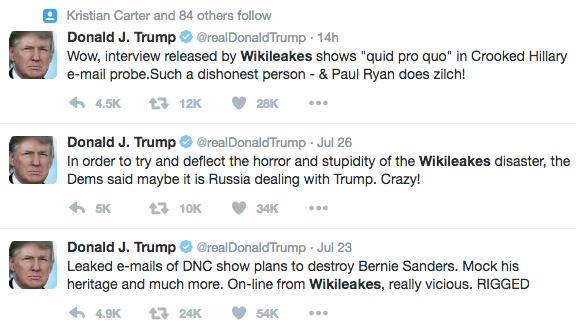 Kristian Carter and 84 others follow
Donald J. Trump @realDonaldTrump · 14h
Wow, interview released by Wikileakes shows "quid pro quo" in Crooked Hillary
e-mail probe.Such a dishonest person - & Paul Ryan does zilch!
4.5K 12K 28K
Donald J. Trump @realDonaldTrump · Jul 26
In order to try and deflect the horror and stupidity of the Wikileakes disaster, the
Dems said maybe it is Russia dealing with Trump. Crazy!
5K 10K 34K
Donald J. Trump @realDonaldTrump · Jul 23
Leaked e-mails of DNC show plans to destroy Bernie Sanders. Mock his
heritage and much more. On-line from Wikileakes, really vicious. RIGGED
4.9K 24K 54K